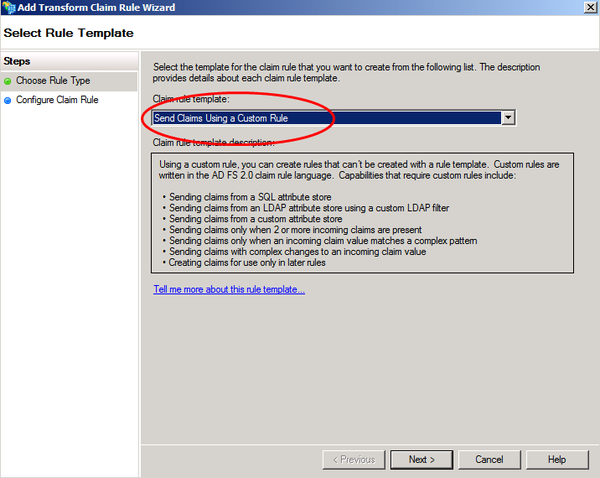 Add Transform Claim Rule Wizard
Select Rule Template
Steps
Choose Rule Type
Configure Claim Rule
Select the template for the claim rule that you want to create from the following list. The description
provides details about each claim rule template.
Claim rule template:
Send Claims Using a Custom Rule
Claim rule template description:
Using a custom rule, you can create rules that can't be created with a rule template. Custom rules are
written in the AD FS 2.0 claim rule language. Capabilities that require custom rules include:
• Sending claims from a SQL attribute store
• Sending claims from an LDAP attribute store using a custom LDAP filter
• Sending claims from a custom attribute store
• Sending claims only when 2 or more incoming claims are present
• Sending claims only when an incoming claim value matches a complex pattern
• Sending claims with complex changes to an incoming claim value
• Creating claims for use only in later rules
Tell me more about this rule template...
< Previous
Next >
Cancel
Help